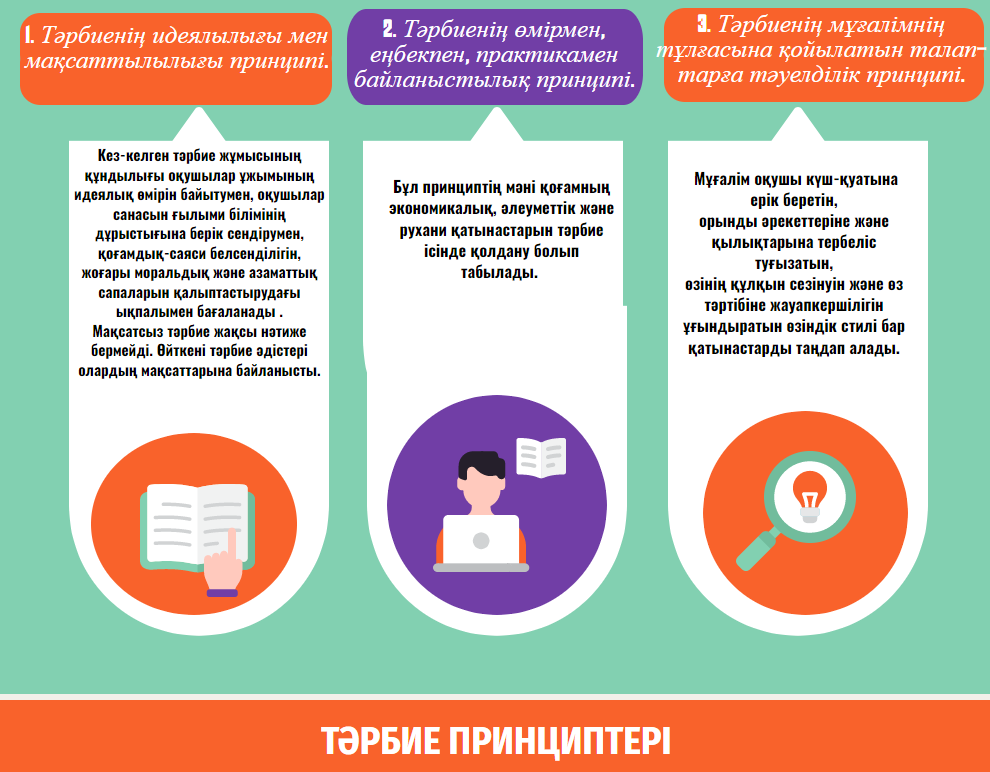 1. Тәрбиенің идеялылығы мен
мақсаттылылығы принципі.
Кез-келген тәрбие жұмысының
құндылығы оқушылар ұжымының
идеялық өмірін байытумен, оқушылар
санасын ғылыми білімінің
дұрыстығына берік сендірумен,
қоғамдық-саяси белсенділігін,
жоғары моральдық және азаматтық
сапаларын қалыптастырудағы
ықпалымен бағаланады .
Мақсатсыз тәрбие жақсы нәтиже
бермейді. Өйткені тәрбие әдістері
олардың мақсаттарына байланысты.
2. Тәрбиенің өмірмен,
еңбекпен, практикамен
байланыстылық принципі.
Бұл принциптің мәні қоғамның
экономикалық, әлеуметтік және
рухани қатынастарын тәрбие
ісінде қолдану болып
табылады.
3. Тәрбиенің мұғалімнің
тұлғасына қойылатын талап-
тарға тәуелділік принципі.
Мұғалім оқушы күш-қуатына
ерік беретін,
орынды әрекеттеріне және
қылықтарына тербеліс
туғызатын,
өзінің құлқын сезінуін және өз
тәртібіне жауапкершілігін
ұғындыратын өзіндік стилі бар
қатынастарды таңдап алады.
ТӘРБИЕ ПРИНЦИПТЕРІ